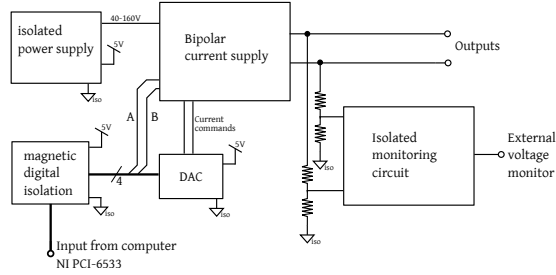 isolated
power supply
40-160V
5V
iso
Bipolar
current supply
Outputs
A
B
Current
commands
5V
magnetic
digital
isolation
4
iso
DAC
5V
iso
iso
iso
Isolated
monitoring
circuit
External
voltage
monitor
Input from computer
NI PCI-6533